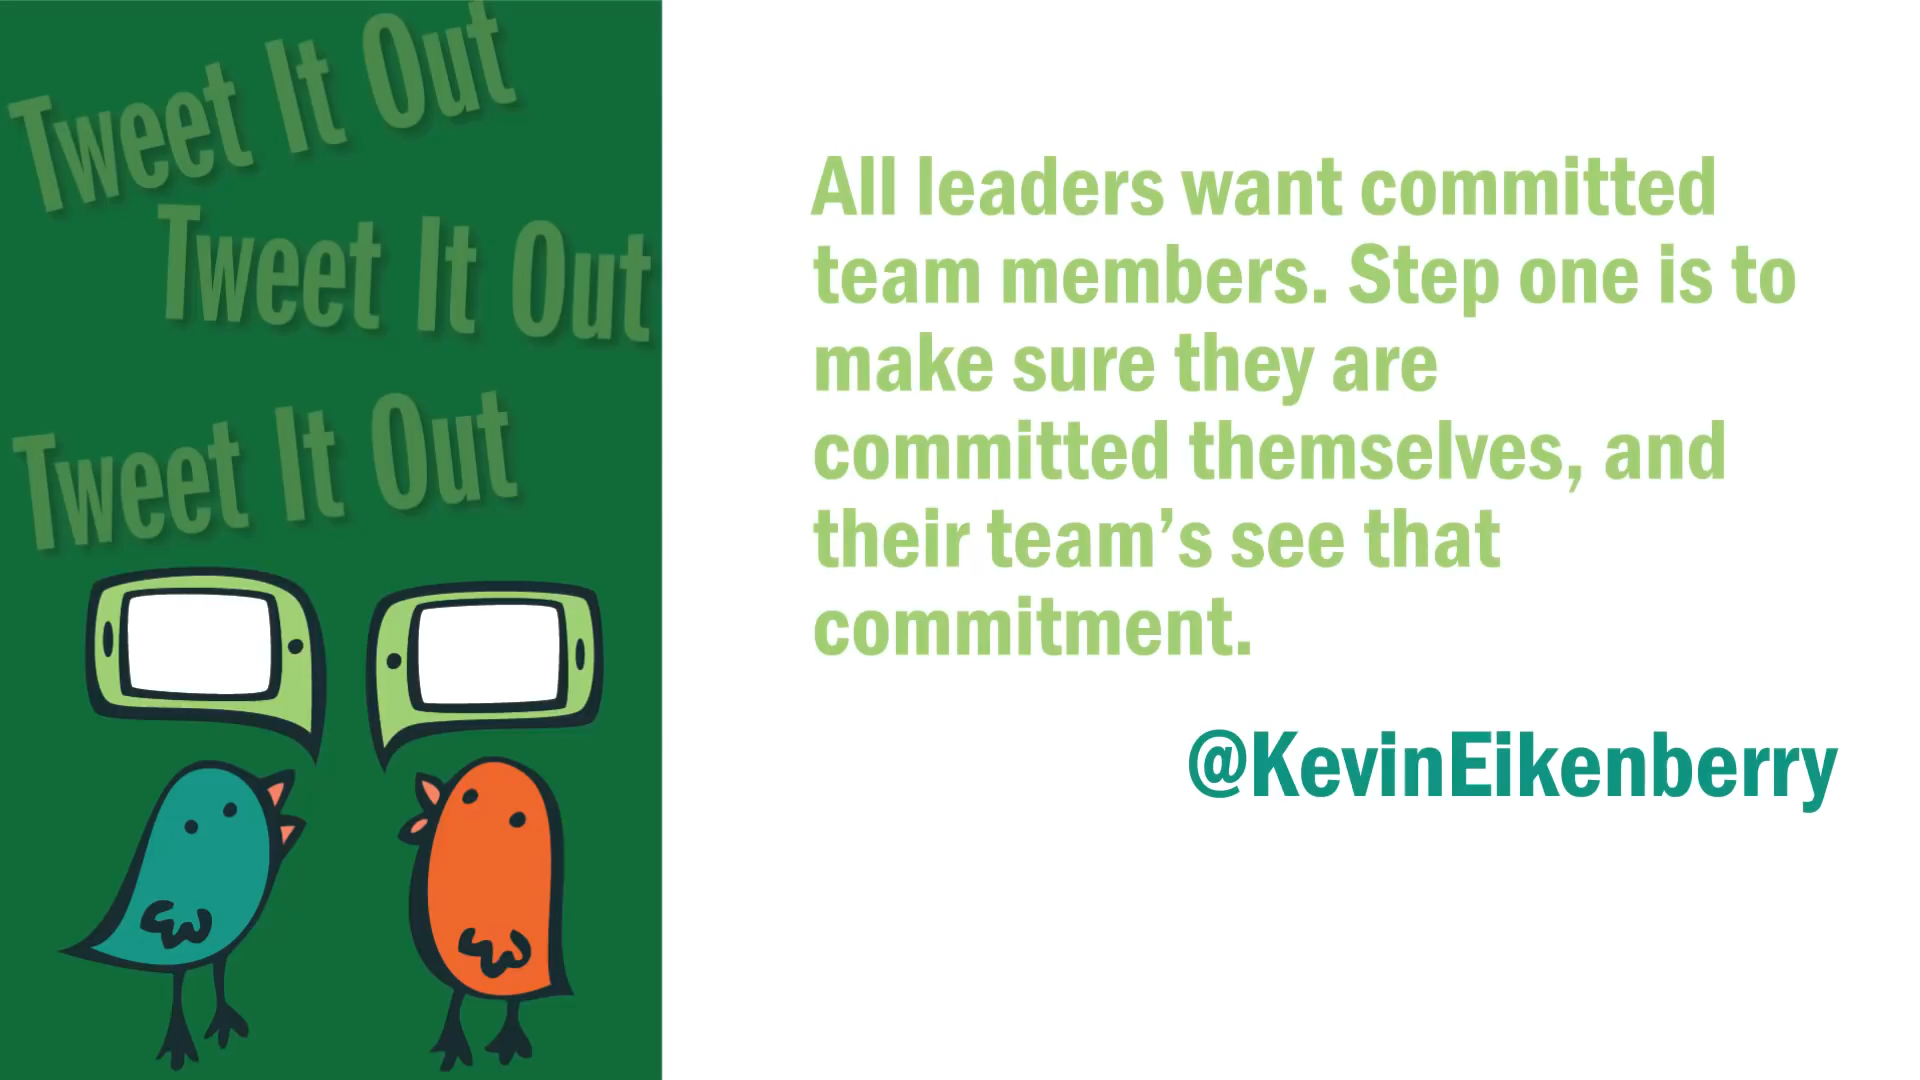 Tweet It Out
Tweet It Out
Tweet It Out
All leaders want committed
team members. Step one is to
make sure they are
committed themselves, and
their team’s see that
commitment.
@KevinEikenberry